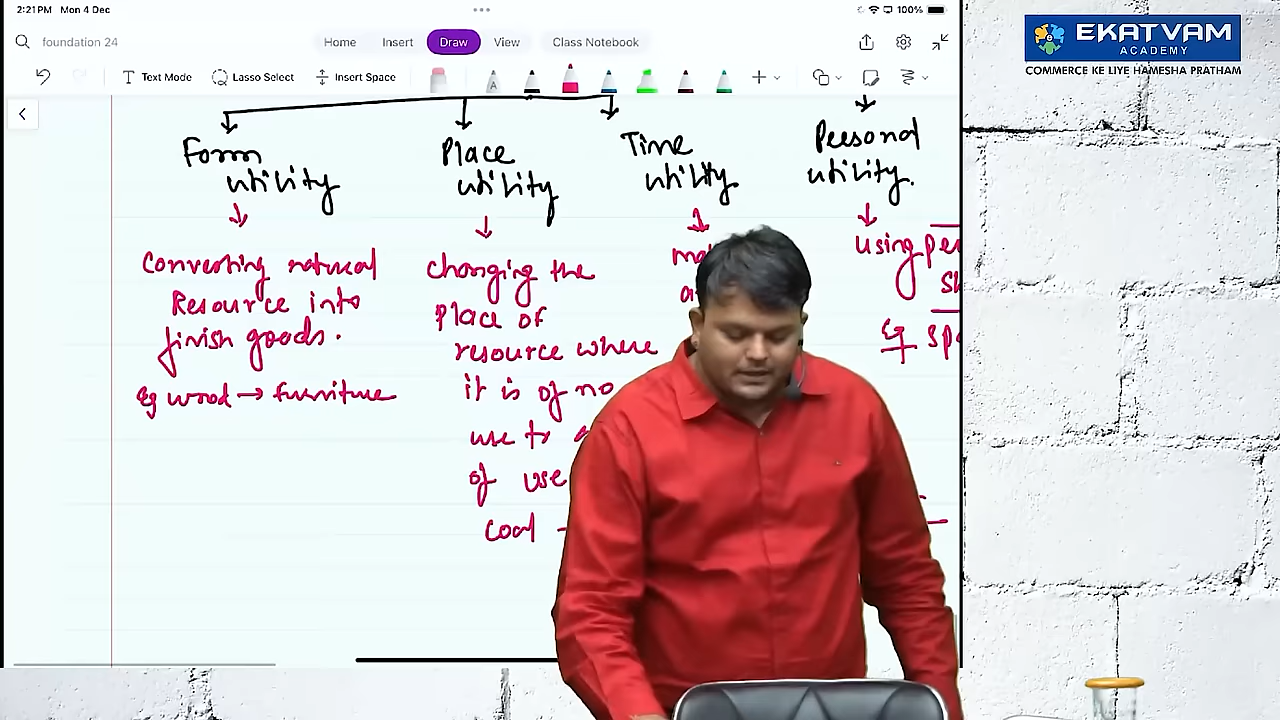 2:21 PM Mon 4 Dec
100%
foundation 24
Home Insert Draw View Class Notebook
Text Mode Lasso Select Insert Space
EKATVAM
ACADEMY
COMMERCE KE LIYE HAMESHA PRATHAM
Form
utility
Converting natural
Resource into
finish goods.
Eg wood → furniture
Place
utility
changing the
place of
resource where
it is of no
use to
of use
coal
Time
utility
Personal
utility.
using
Eg